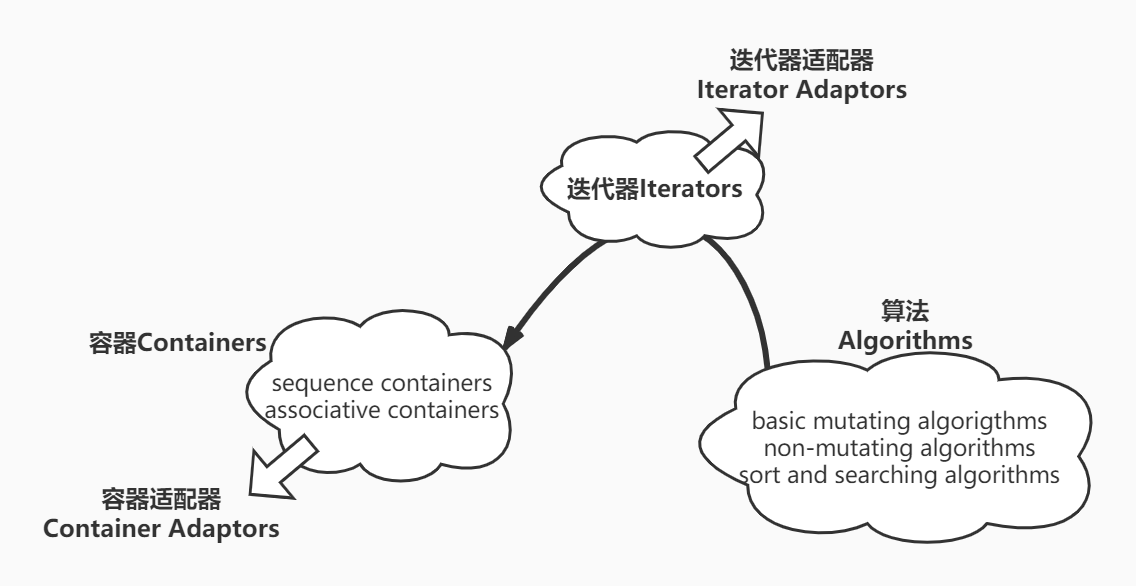 迭代器适配器
Iterator Adaptors
迭代器Iterators
容器Containers
sequence containers
associative containers
容器适配器
Container Adaptors
算法
Algorithms
basic mutating algorigthms
non-mutating algorithms
sort and searching algorithms